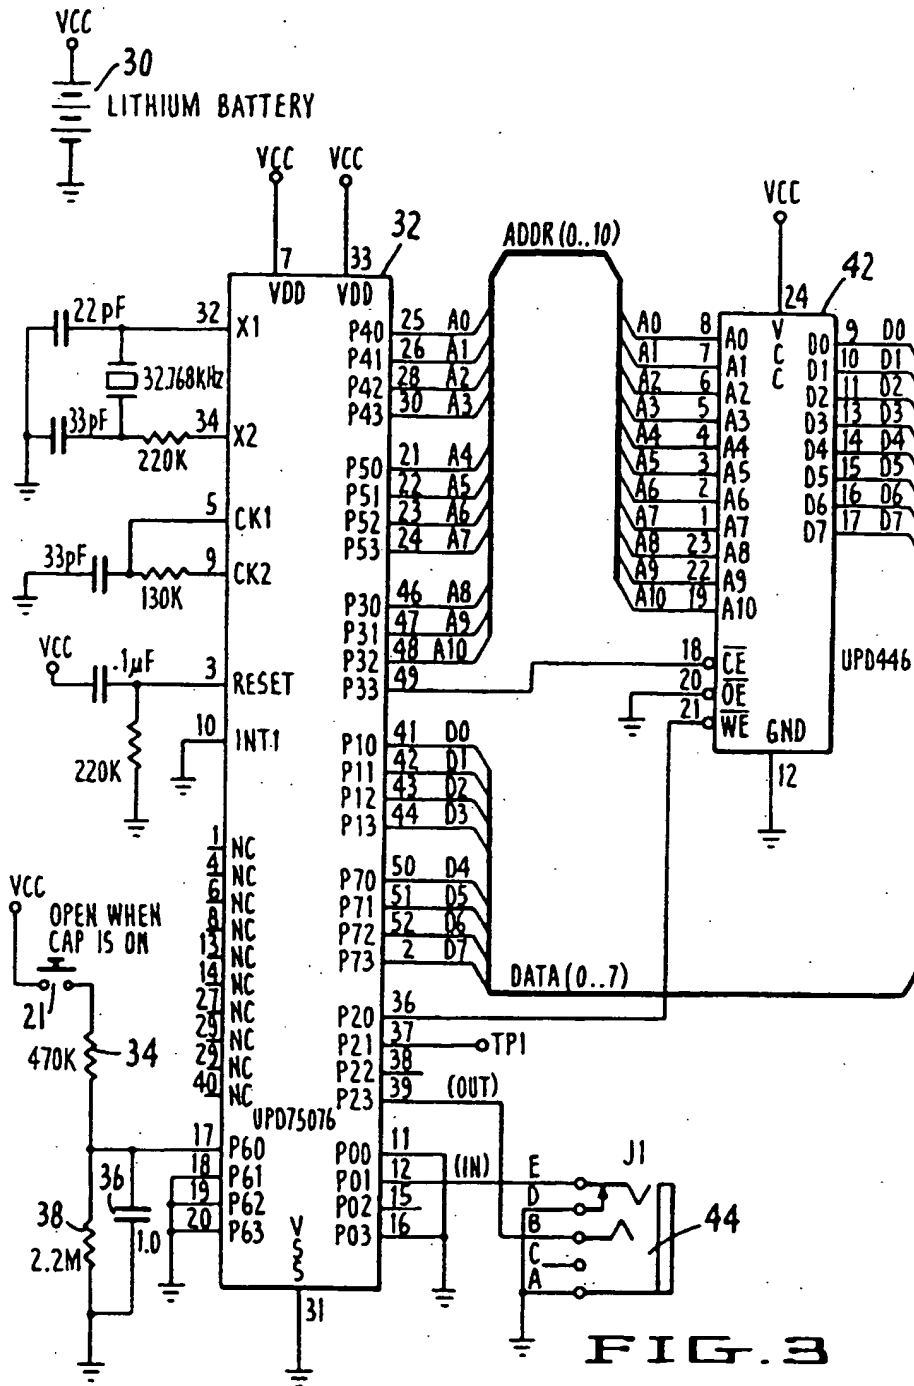 VCC
30
LITHIUM BATTERY
VCC
VCC
7
33
32
VDD
VDD
ADDR (0..10)
VCC
42
24
VCC
22pF
32
X1
32.768KHz
33pF
34
X2
220K
5
CK1
33pF
9
CK2
130K
VCC
.1µF
3
RESET
10
INT1
220K
1 NC
4 NC
6 NC
8 NC
13 NC
14 NC
27 NC
29 NC
40 NC
VCC
OPEN WHEN
CAP IS ON
21
470K
34
UPD75076
17 P60
18 P61
19 P62
20 P63
36
38
1.0
2.2M
VSS
31
P40 25 A0
P41 26 A1
P42 28 A2
P43 30 A3
P50 21 A4
P51 22 A5
P52 23 A6
P53 24 A7
P30 46 A8
P31 47 A9
P32 48 A10
P33 49
P10 41 D0
P11 42 D1
P12 43 D2
P13 44 D3
P70 50 D4
P71 51 D5
P72 52 D6
P73 2 D7
DATA (0..7)
P20 36
P21 37 TP1
P22 38
P23 39 (OUT)
P00 11
P01 12 (IN)
P02 15
P03 16
A0 8 A0
A1 7 A1
A2 6 A2
A3 5 A3
A4 4 A4
A5 3 A5
A6 2 A6
A7 1 A7
A8 23 A8
A9 22 A9
A10 19 A10
18 CE
20 OE
21 WE
GND
12
UPD446
D0 9 D0
D1 10 D1
D2 11 D2
D3 13 D3
D4 14 D4
D5 15 D5
D6 16 D6
D7 17 D7
E
D
B
C
A
J1
44
FIG.3